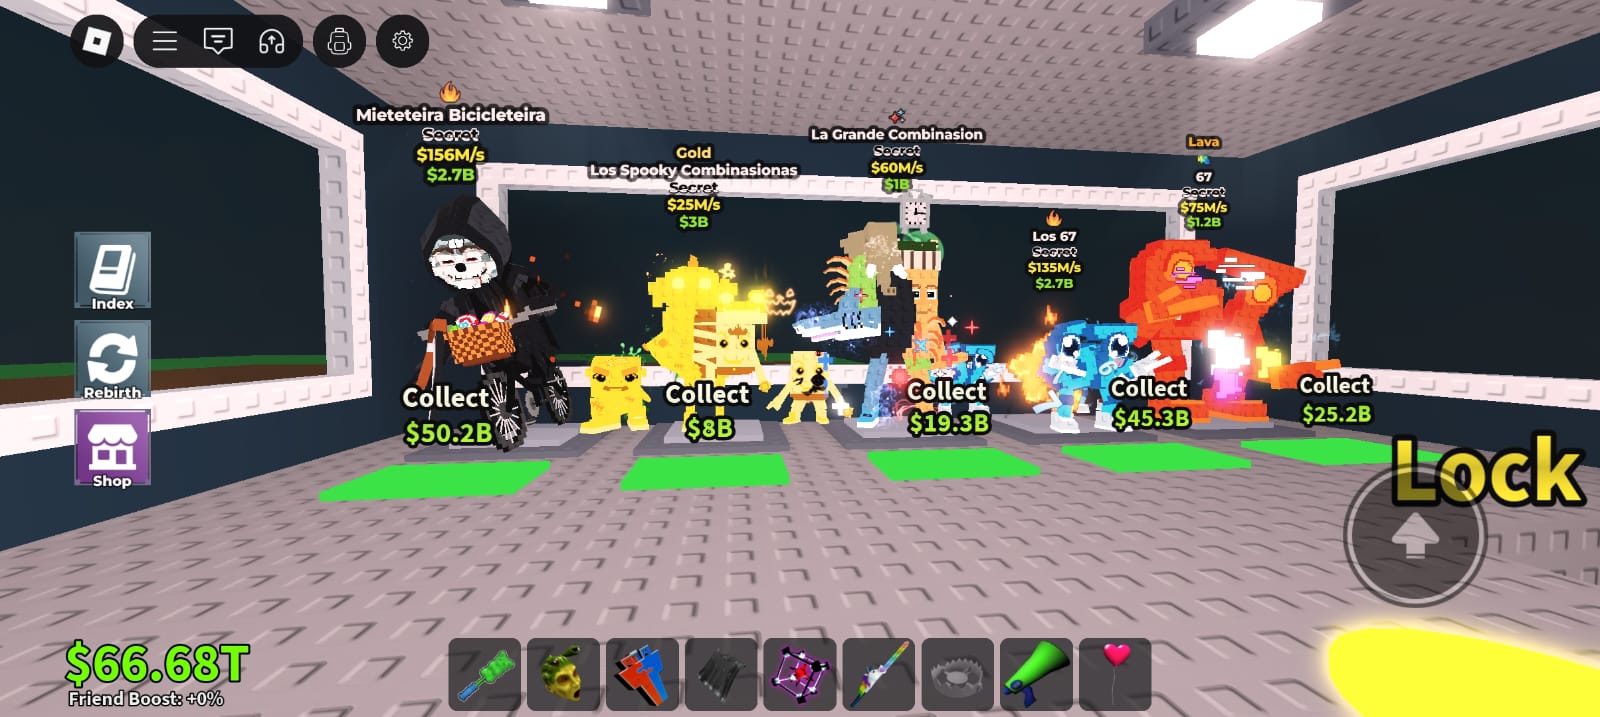 Mieteteira Bicicleteira
Secret
$156M/s
$2.7B
Gold
Los Spooky Combinasionas
Secret
$25M/s
$3B
La Grande Combinasion
Secret
$60M/s
$1B
Los 67
Secret
$135M/s
$2.7B
Lava
67
Secret
$75M/s
$1.2B
Index
Rebirth
Shop
Collect
$50.2B
Collect
$8B
Collect
$19.3B
Collect
$45.3B
Collect
$25.2B
Lock
$66.68T
Friend Boost: +0%